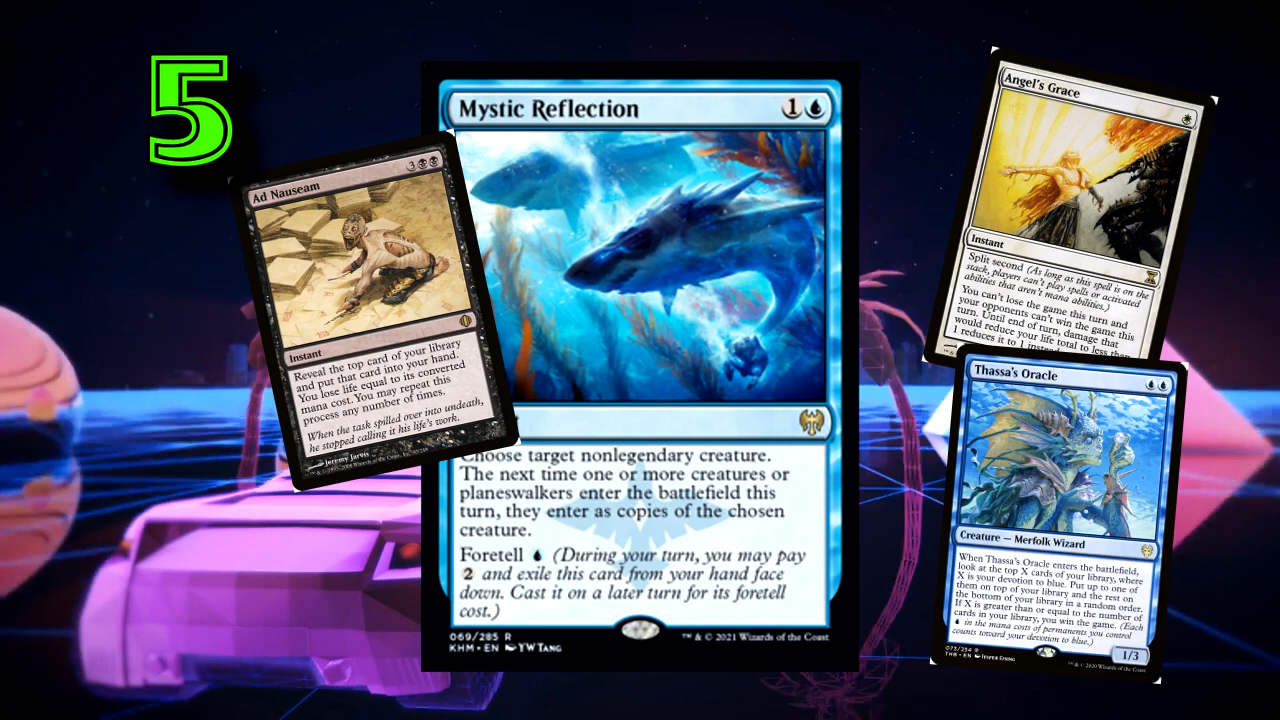 5
Mystic Reflection 1
Choose target nonlegendary creature.
The next time one or more creatures or
planeswalkers enter the battlefield this
turn, they enter as copies of the chosen
creature.
Foretell (During your turn, you may pay
2 and exile this card from your hand face
down. Cast it on a later turn for its foretell
cost.)
069/285 R
KHM • EN YW TANG
™ & © 2021 Wizards of the Coast
Ad Nauseam 3
Instant
Reveal the top card of your library
and put that card into your hand.
You lose life equal to its converted
mana cost. You may repeat this
process any number of times.
When the task spilled over into undeath,
he stopped calling it his life's work.
Jeremy Jarvis
Angel's Grace
Instant
Split second (As long as this spell is on the
stack, players can't play spells or activated
abilities that aren't mana abilities.)
You can't lose the game this turn and
your opponents can't win the game this
turn. Until end of turn, damage that
would reduce your life total to less than
1 reduces it to 1 instead.
Thassa's Oracle
Creature — Merfolk Wizard
When Thassa's Oracle enters the battlefield,
look at the top X cards of your library, where
X is your devotion to blue. Put up to one of
them on top of your library and the rest on
the bottom of your library in a random order.
If X is greater than or equal to the number of
cards in your library, you win the game. (Each
in the mana costs of permanents you control
counts toward your devotion to blue.)
1/3
073/254 R
THB • EN JESPER EJSING
™ & © 2020 Wizards of the Coast